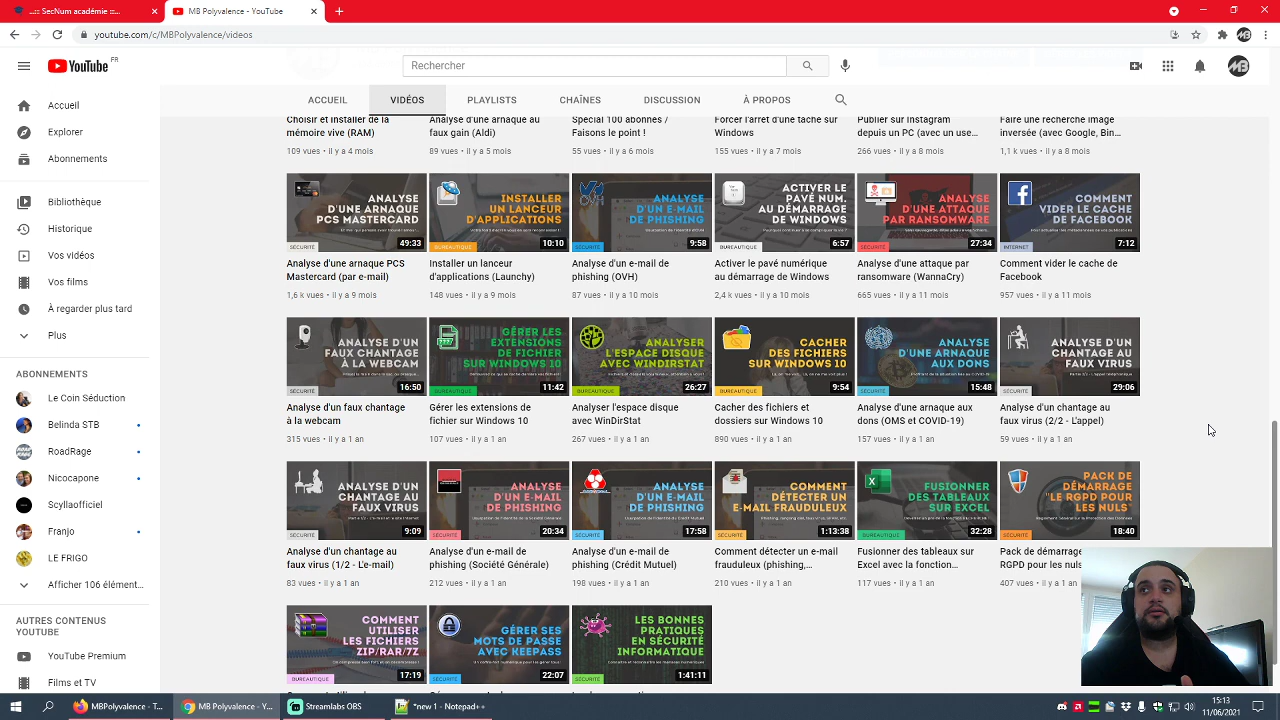 ...
MB Polyvalence - YouTube
youtube.com/c/MBPolyvalence/videos
YouTube FR
Rechercher
Accueil
Explorer
Abonnements
Bibliothèque
Historique
Vos vidéos
Vos films
À regarder plus tard
Plus
ABONNEMENTS
Le Coin Séduction
Belinda STB
RoadRage
Nicocapone
Scyllaofficiel
Franjo
LE FRIGO
Afficher 106 élément...
AUTRES CONTENUS
YOUTUBE
YouTube Premium
Films et TV
ACCUEIL VIDÉOS PLAYLISTS CHAÎNES DISCUSSION À PROPOS
Choisir et installer de la
mémoire vive (RAM)
109 vues • il y a 4 mois
Analyse d'une arnaque au
faux gain (Aldi)
89 vues • il y a 5 mois
Spécial 100 abonnés /
Faisons le point !
55 vues • il y a 6 mois
Forcer l'arrêt d'une tâche sur
Windows
155 vues • il y a 7 mois
Publier sur Instagram
depuis un PC (avec un use...
266 vues • il y a 8 mois
Faire une recherche image
inversée (avec Google, Bin...
1,1 k vues • il y a 8 mois
ANALYSE
D'UNE ARNAQUE
PCS MASTERCARD
SÉCURITÉ
49:33
Analyse d'une arnaque PCS
Mastercard (par e-mail)
1,6 k vues • il y a 9 mois
INSTALLER
UN LANCEUR
D'APPLICATIONS
BUREAUTIQUE
10:10
Installer un lanceur
d'applications (Launchy)
148 vues • il y a 9 mois
OVH
ANALYSE
D'UN E-MAIL
DE PHISHING
SÉCURITÉ
9:58
Analyse d'un e-mail de
phishing (OVH)
87 vues • il y a 10 mois
ACTIVER LE
PAVÉ NUM.
AU DÉMARRAGE
DE WINDOWS
BUREAUTIQUE
6:57
Activer le pavé numérique
au démarrage de Windows
2,4 k vues • il y a 10 mois
ANALYSE
D'UNE ATTAQUE
PAR RANSOMWARE
SÉCURITÉ
27:34
Analyse d'une attaque par
ransomware (WannaCry)
665 vues • il y a 11 mois
COMMENT
VIDER LE CACHE
DE FACEBOOK
INTERNET
7:12
Comment vider le cache de
Facebook
957 vues • il y a 11 mois
ANALYSE D'UN
FAUX CHANTAGE
À LA WEBCAM
SÉCURITÉ
16:50
Analyse d'un faux chantage
à la webcam
315 vues • il y a 1 an
GÉRER LES
EXTENSIONS
DE FICHIER
SUR WINDOWS 10
BUREAUTIQUE
11:42
Gérer les extensions de
fichier sur Windows 10
107 vues • il y a 1 an
ANALYSER
L'ESPACE DISQUE
AVEC WINDIRSTAT
BUREAUTIQUE
26:27
Analyser l'espace disque
avec WinDirStat
267 vues • il y a 1 an
CACHER
DES FICHIERS
SUR WINDOWS 10
BUREAUTIQUE
9:54
Cacher des fichiers et
dossiers sur Windows 10
890 vues • il y a 1 an
ANALYSE
D'UNE ARNAQUE
AUX DONS
SÉCURITÉ
15:48
Analyse d'une arnaque aux
dons (OMS et COVID-19)
157 vues • il y a 1 an
ANALYSE D'UN
CHANTAGE AU
FAUX VIRUS
SÉCURITÉ
29:06
Analyse d'un chantage au
faux virus (2/2 - L'appel)
59 vues • il y a 1 an
ANALYSE D'UN
CHANTAGE AU
FAUX VIRUS
SÉCURITÉ
9:09
Analyse d'un chantage au
faux virus (1/2 - L'e-mail)
83 vues • il y a 1 an
ANALYSE
D'UN E-MAIL
DE PHISHING
SÉCURITÉ
20:34
Analyse d'un e-mail de
phishing (Société Générale)
212 vues • il y a 1 an
ANALYSE
D'UN E-MAIL
DE PHISHING
SÉCURITÉ
17:58
Analyse d'un e-mail de
phishing (Crédit Mutuel)
198 vues • il y a 1 an
COMMENT
DÉTECTER UN
E-MAIL FRAUDULEUX
SÉCURITÉ
1:13:38
Comment détecter un e-mail
frauduleux (phishing,...
210 vues • il y a 1 an
FUSIONNER
DES TABLEAUX
SUR EXCEL
BUREAUTIQUE
32:28
Fusionner des tableaux sur
Excel avec la fonction...
117 vues • il y a 1 an
PACK DE
DÉMARRAGE
"LE RGPD POUR
LES NULS"
SÉCURITÉ
18:40
Pack de démarrage
RGPD pour les nuls
407 vues • il y a 1 an
COMMENT
UTILISER
LES FICHIERS
ZIP/RAR/7Z
BUREAUTIQUE
17:19
GÉRER SES
MOTS DE PASSE
AVEC KEEPASS
SÉCURITÉ
22:07
LES BONNES
PRATIQUES
EN SÉCURITÉ
INFORMATIQUE
SÉCURITÉ
1:41:11
MBPolyvalence - T...
MB Polyvalence - Y...
Streamlabs OBS
*new 1 - Notepad++
15:13
11/06/2021